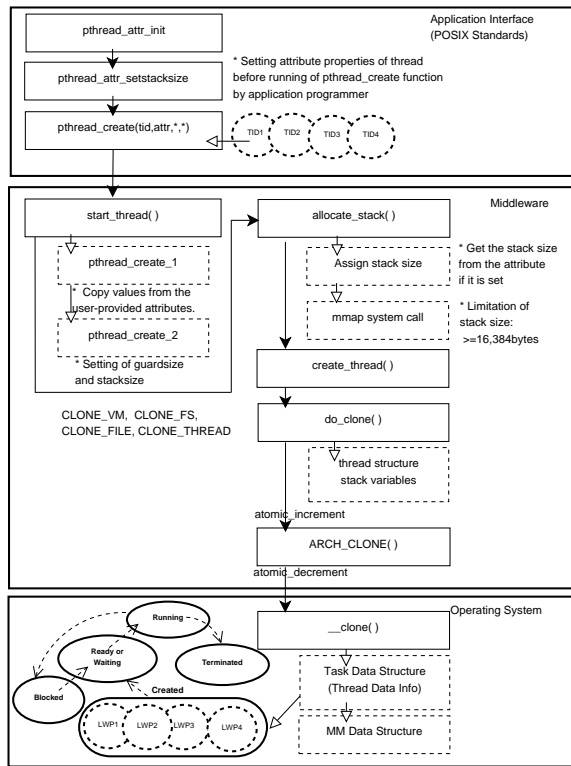 Application Interface
(POSIX Standards)
pthread_attr_init
pthread_attr_setstacksize
* Setting attribute properties of thread
before running of pthread_create function
by application programmer
pthread_create(tid,attr,*,*)
TID1
TID2
TID3
TID4
Middleware
start_thread( )
allocate_stack( )
pthread_create_1
Assign stack size
* Get the stack size
from the attribute
if it is set
* Copy values from the
user-provided attributes.
mmap system call
* Limitation of
stack size:
>=16,384bytes
pthread_create_2
* Setting of guardsize
and stacksize
create_thread( )
CLONE_VM, CLONE_FS,
CLONE_FILE, CLONE_THREAD
do_clone( )
thread structure
stack variables
atomic_increment
ARCH_CLONE( )
atomic_decrement
Operating System
__clone( )
Running
Ready or
Waiting
Terminated
Blocked
Created
Task Data Structure
(Thread Data Info)
LWP1
LWP2
LWP3
LWP4
MM Data Structure